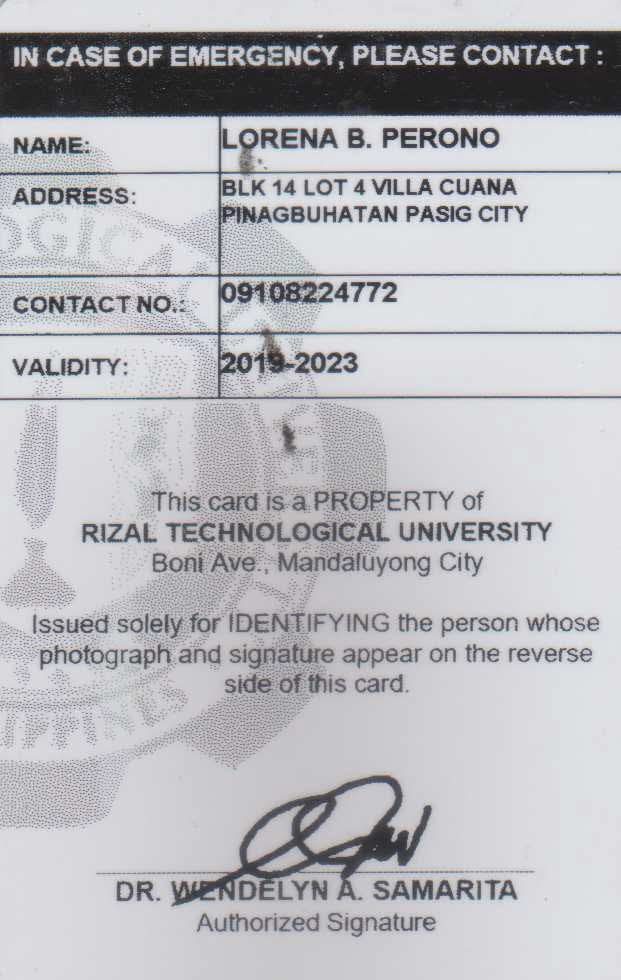 IN CASE OF EMERGENCY, PLEASE CONTACT :
NAME: LORENA B. PERONO
ADDRESS: BLK 14 LOT 4 VILLA CUANA
PINAGBUHATAN PASIG CITY
CONTACT NO.: 09108224772
VALIDITY: 2019-2023
This card is a PROPERTY of
RIZAL TECHNOLOGICAL UNIVERSITY
Boni Ave., Mandaluyong City
Issued solely for IDENTIFYING the person whose
photograph and signature appear on the reverse
side of this card.
DR. WENDELYN A. SAMARITA
Authorized Signature